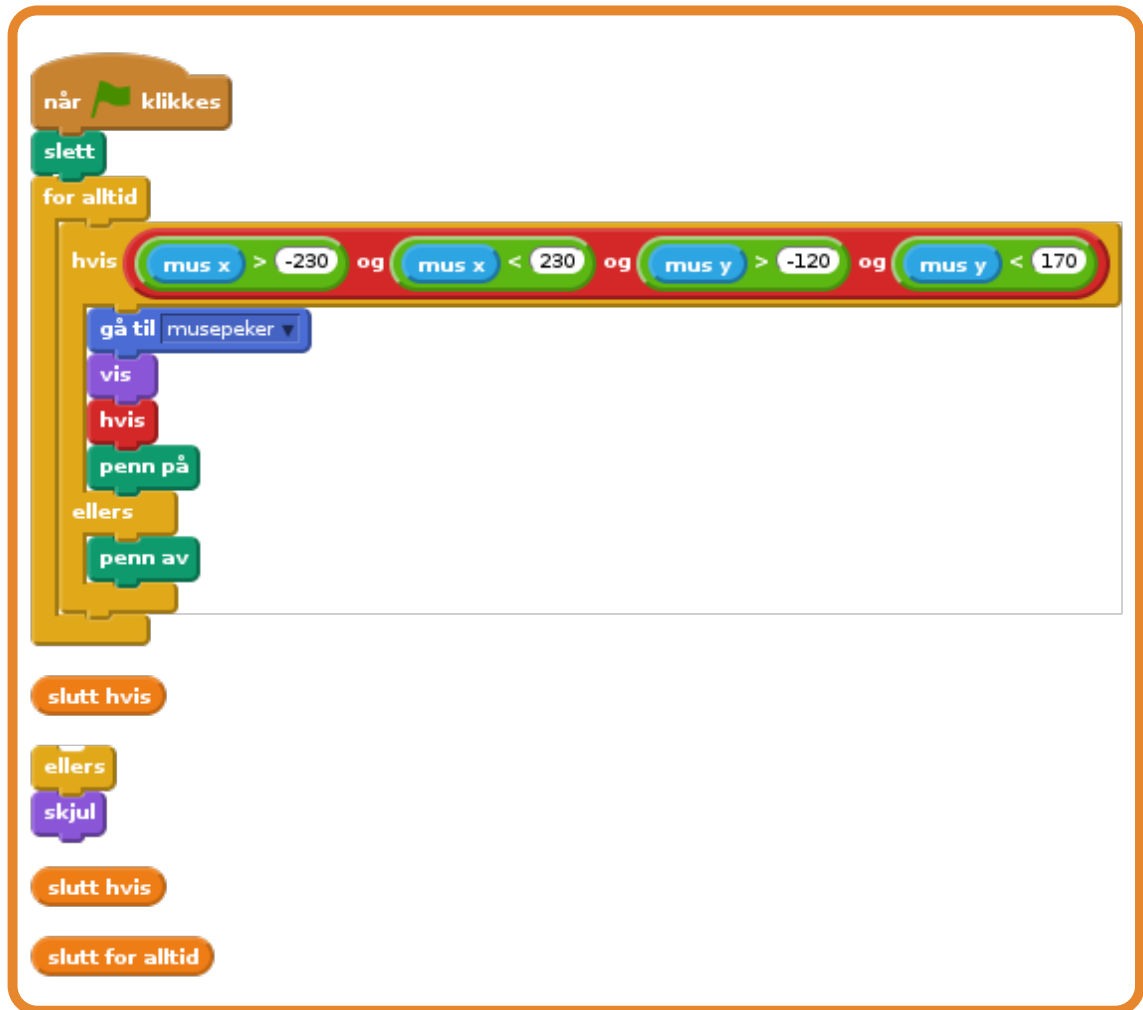 når klikkes
slett
for alltid
hvis mus x > -230 og mus x < 230 og mus y > -120 og mus y < 170
gå til musepeker
vis
hvis
penn på
ellers
penn av
slutt hvis
ellers
skjul
slutt hvis
slutt for alltid